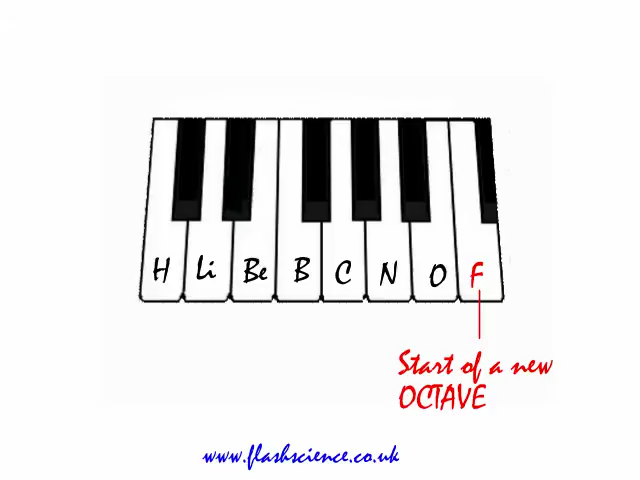 H Li Be B C N O F
Start of a new
OCTAVE
www.flashscience.co.uk